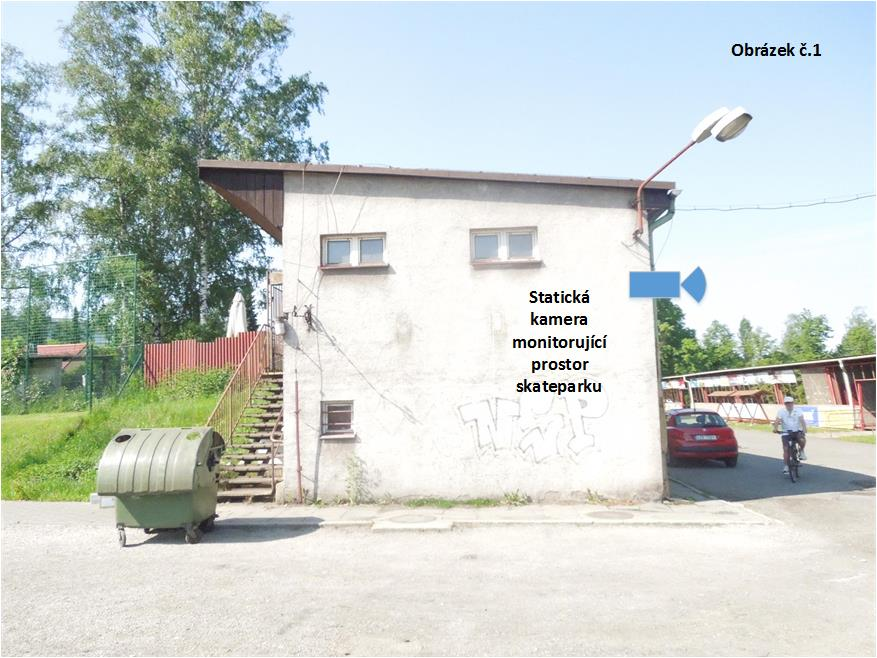 Obrázek č.1
Statická
kamera
monitorující
prostor
skateparku